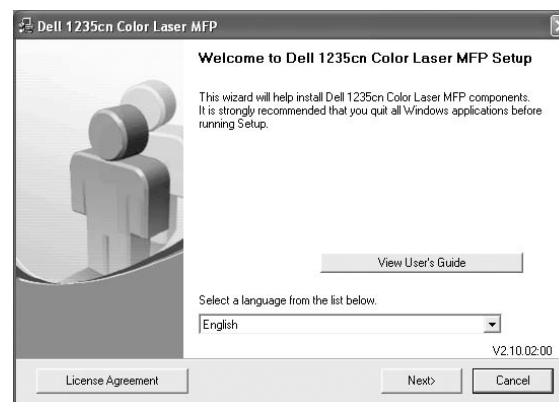 Dell 1235cn Color Laser MFP
Welcome to Dell 1235cn Color Laser MFP Setup
This wizard will help install Dell 1235cn Color Laser MFP components.
It is strongly recommended that you quit all Windows applications before
running Setup.
View User's Guide
Select a language from the list below.
English
V2.10.02:00
License Agreement
Next>
Cancel